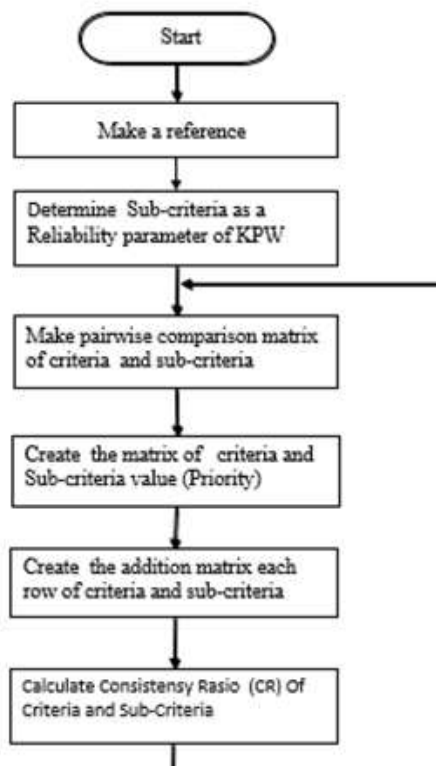 Start
Make a reference
Determine Sub-criteria as a
Reliability parameter of KPW
Make pairwise comparison matrix
of criteria and sub-criteria
Create the matrix of criteria and
Sub-criteria value (Priority)
Create the addition matrix each
row of criteria and sub-criteria
Calculate Consistensy Rasio (CR) Of
Criteria and Sub-Criteria